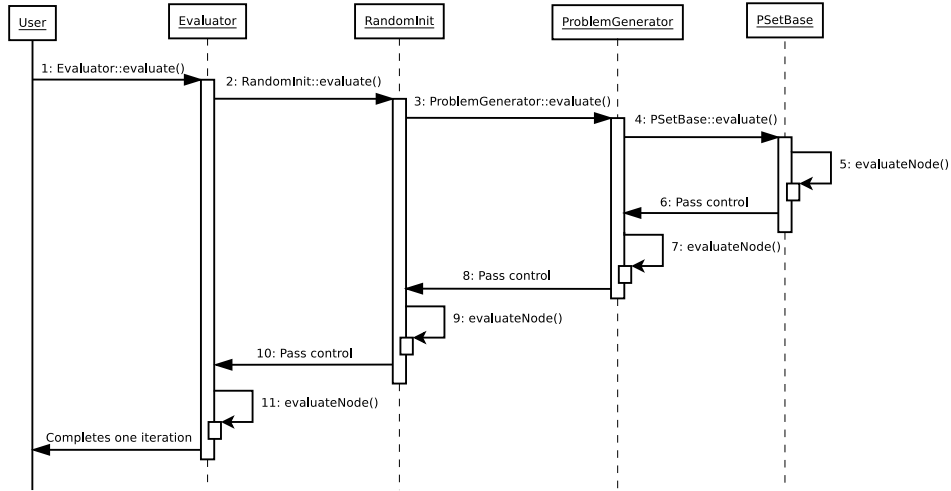 User
Evaluator
RandomInit
ProblemGenerator
PSetBase
1: Evaluator::evaluate()
2: RandomInit::evaluate()
3: ProblemGenerator::evaluate()
4: PSetBase::evaluate()
5: evaluateNode()
6: Pass control
7: evaluateNode()
8: Pass control
9: evaluateNode()
10: Pass control
11: evaluateNode()
Completes one iteration